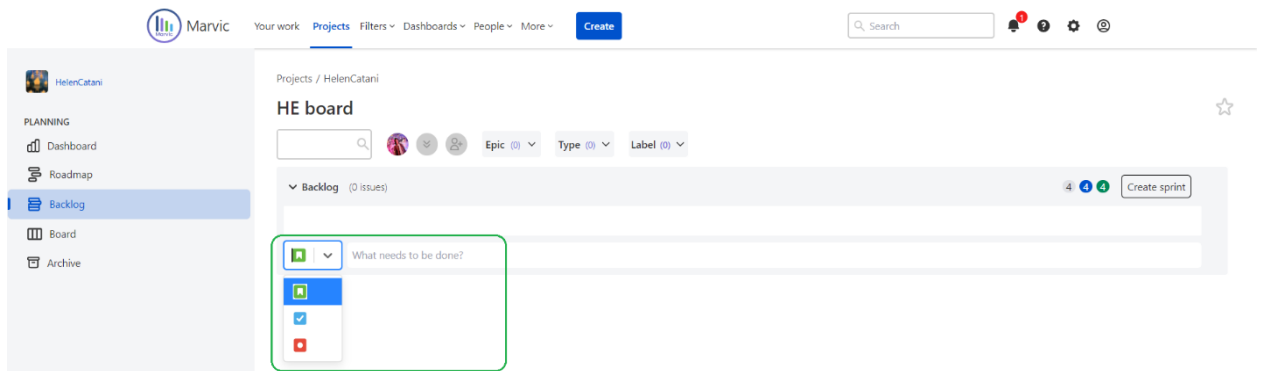 Marvic Your work Projects Filters Dashboards People More Create Search 1
HelenCatani
Projects / HelenCatani
HE board
PLANNING
Dashboard
Epic (0) Type (0) Label (0)
Roadmap
Backlog (0 issues) 4 4 4 Create sprint
Backlog
Board
What needs to be done?
Archive